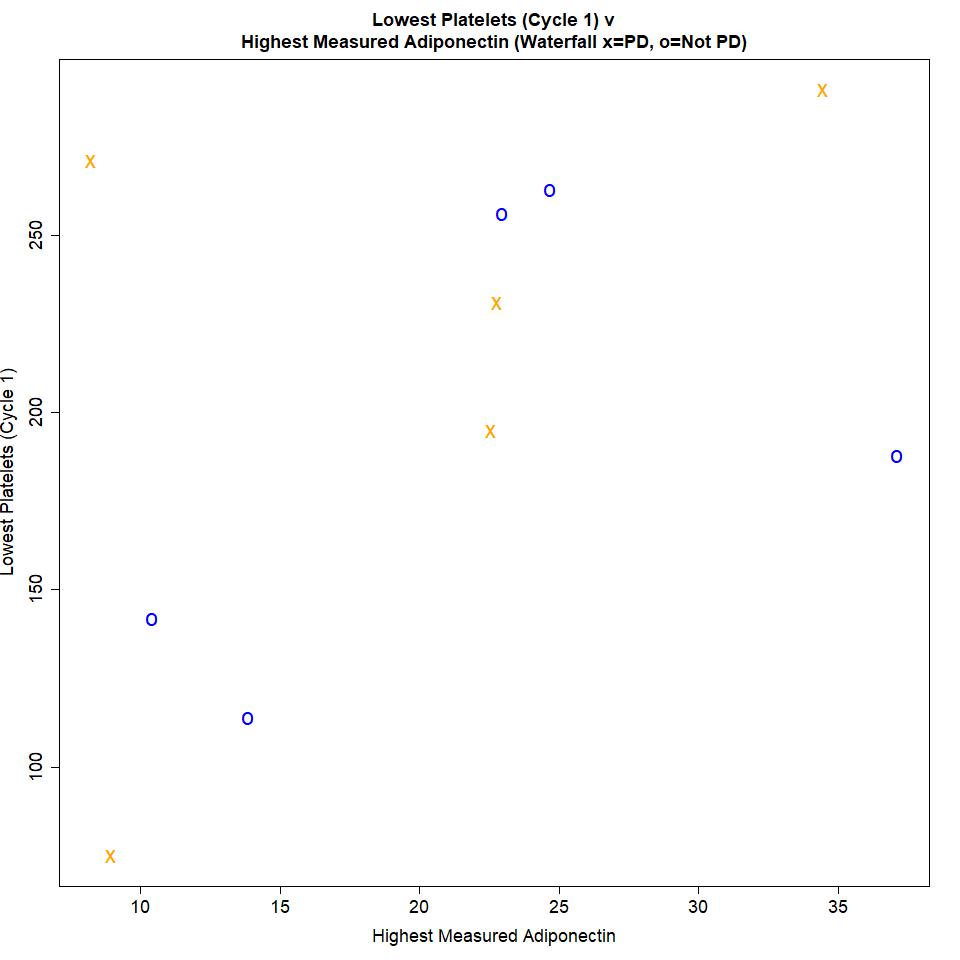 Lowest Platelets (Cycle 1) v
Highest Measured Adiponectin (Waterfall x=PD, o=Not PD)
Lowest Platelets (Cycle 1)
250
200
150
100
X
X
O
O
X
X
O
O
O
X
10 15 20 25 30 35
Highest Measured Adiponectin